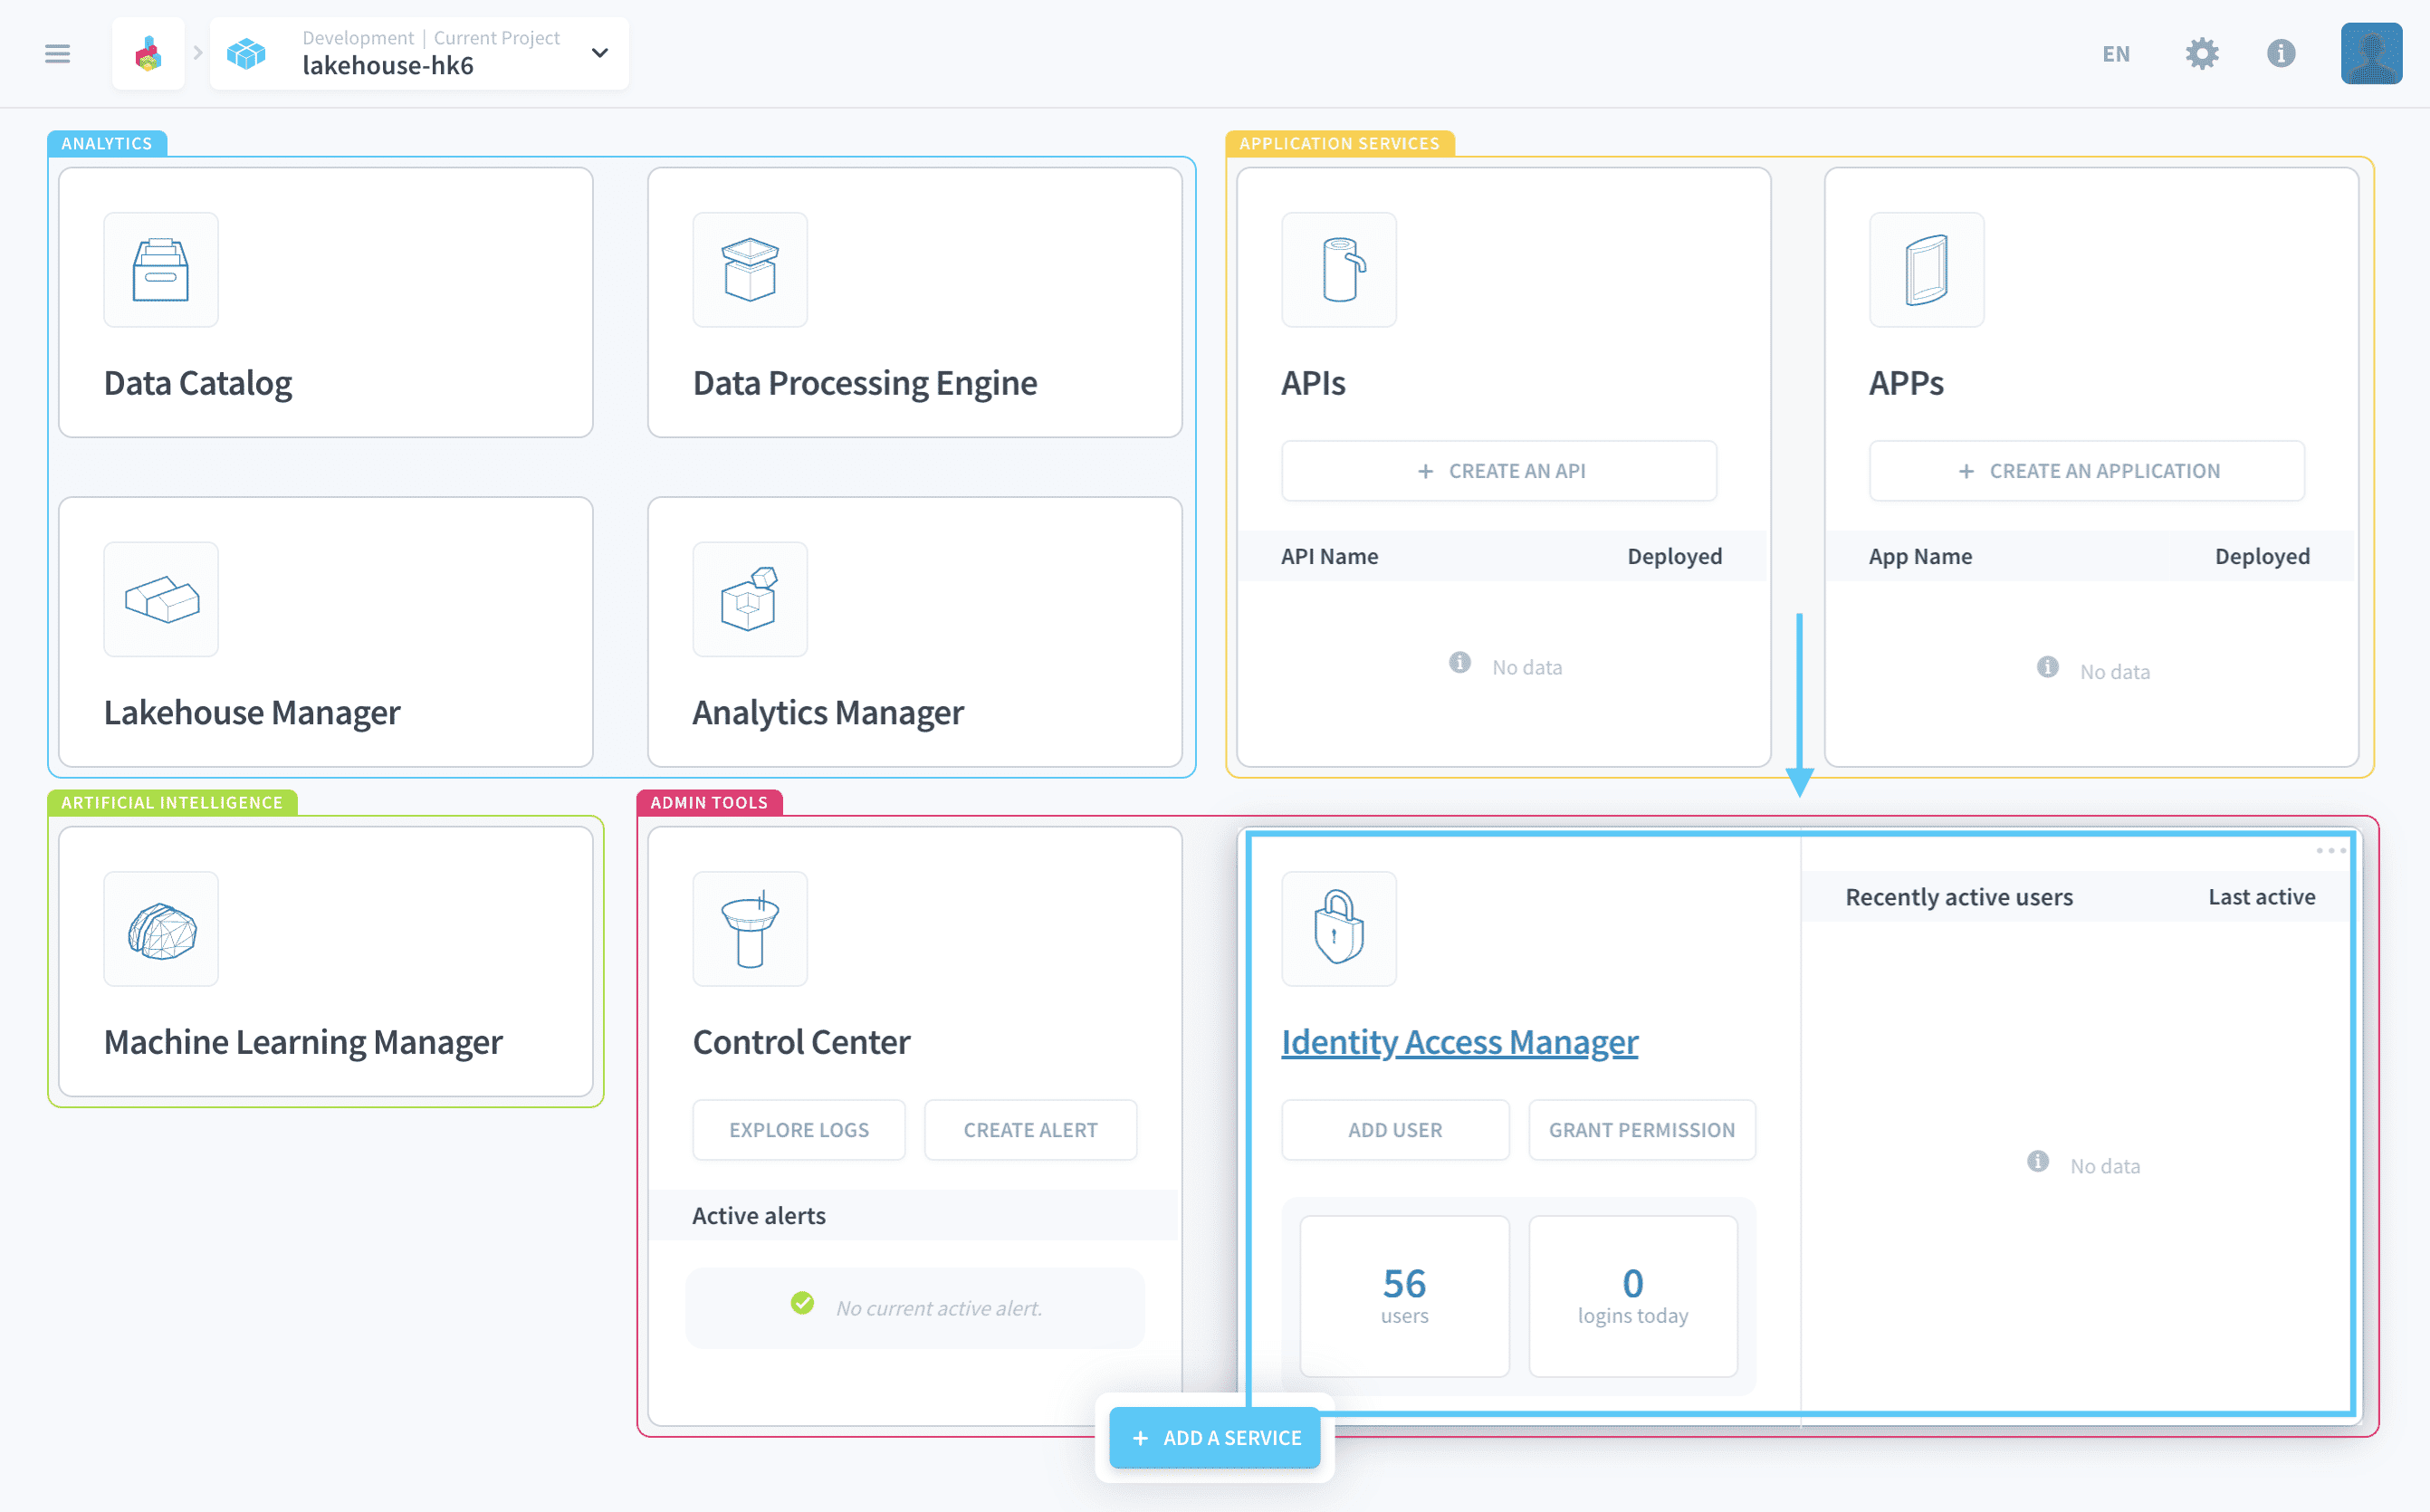 Development | Current Project
lakehouse-hk6
EN
ANALYTICS
Data Catalog
Data Processing Engine
Lakehouse Manager
Analytics Manager
APPLICATION SERVICES
APIs
+ CREATE AN API
API Name Deployed
No data
APPs
+ CREATE AN APPLICATION
App Name Deployed
No data
ARTIFICIAL INTELLIGENCE
Machine Learning Manager
ADMIN TOOLS
Control Center
EXPLORE LOGS
CREATE ALERT
Active alerts
No current active alert.
Identity Access Manager
ADD USER
GRANT PERMISSION
56
users
0
logins today
Recently active users Last active
No data
+ ADD A SERVICE